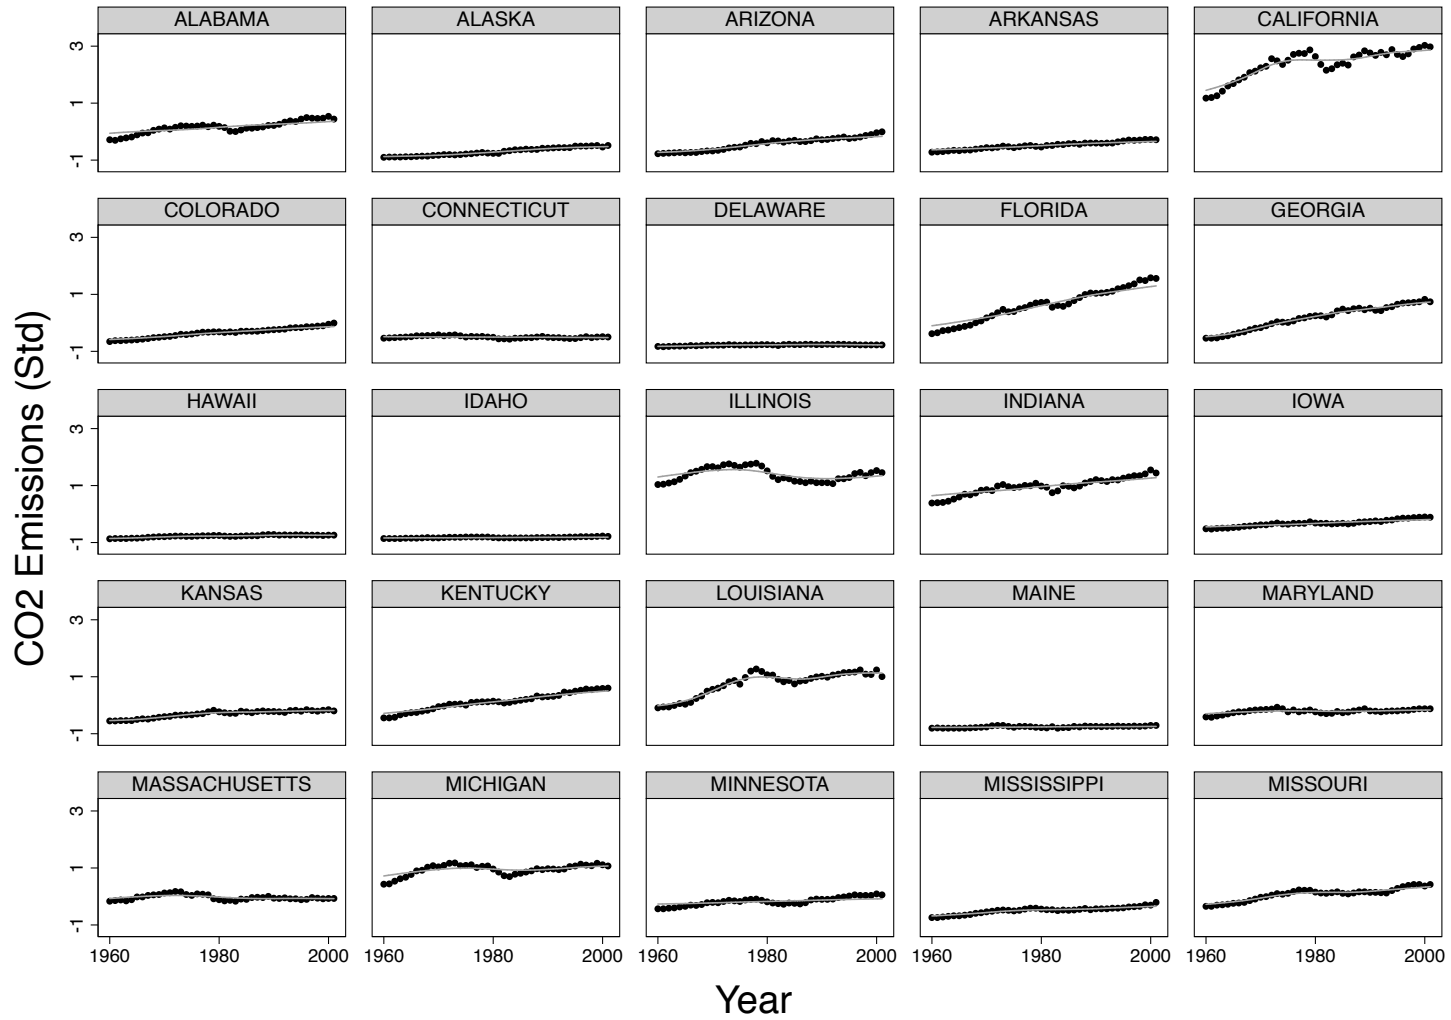 ALABAMA ALASKA ARIZONA ARKANSAS CALIFORNIA
3
1
-1
COLORADO CONNECTICUT DELAWARE FLORIDA GEORGIA
3
1
-1
HAWAII IDAHO ILLINOIS INDIANA IOWA
3
1
-1
KANSAS KENTUCKY LOUISIANA MAINE MARYLAND
3
1
-1
MASSACHUSETTS MICHIGAN MINNESOTA MISSISSIPPI MISSOURI
3
1
-1
1960 1980 2000 1960 1980 2000 1960 1980 2000 1960 1980 2000 1960 1980 2000
CO2 Emissions (Std)
Year